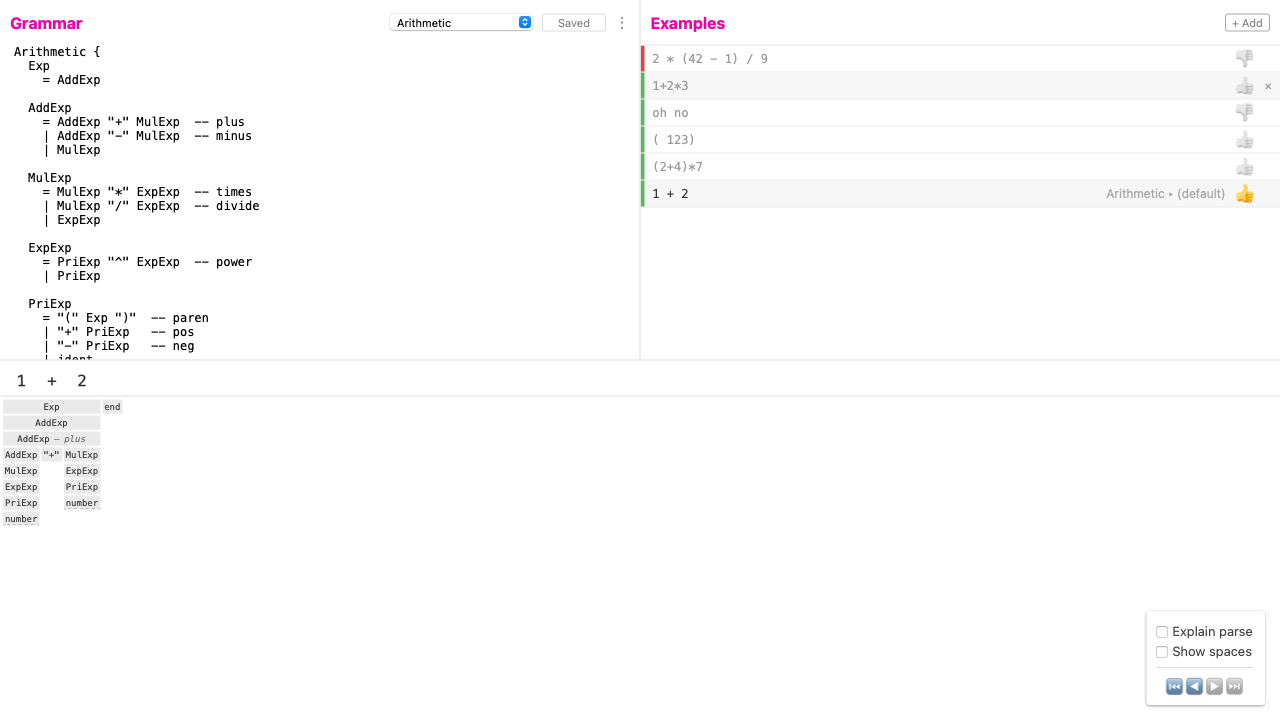 Grammar
Arithmetic
Saved
Arithmetic {
Exp
= AddExp
AddExp
= AddExp "+" MulExp -- plus
| AddExp "-" MulExp -- minus
| MulExp
MulExp
= MulExp "*" ExpExp -- times
| MulExp "/" ExpExp -- divide
| ExpExp
ExpExp
= PriExp "^" ExpExp -- power
| PriExp
PriExp
= "(" Exp ")" -- paren
| "+" PriExp -- pos
| "-" PriExp -- neg
| ident
Examples
+ Add
2 * (42 - 1) / 9
1+2*3 ×
oh no
( 123)
(2+4)*7
1 + 2 Arithmetic ▸ (default)
1 + 2
Exp end
AddExp
AddExp – plus
AddExp "+" MulExp
MulExp ExpExp
ExpExp PriExp
PriExp number
number
Explain parse
Show spaces